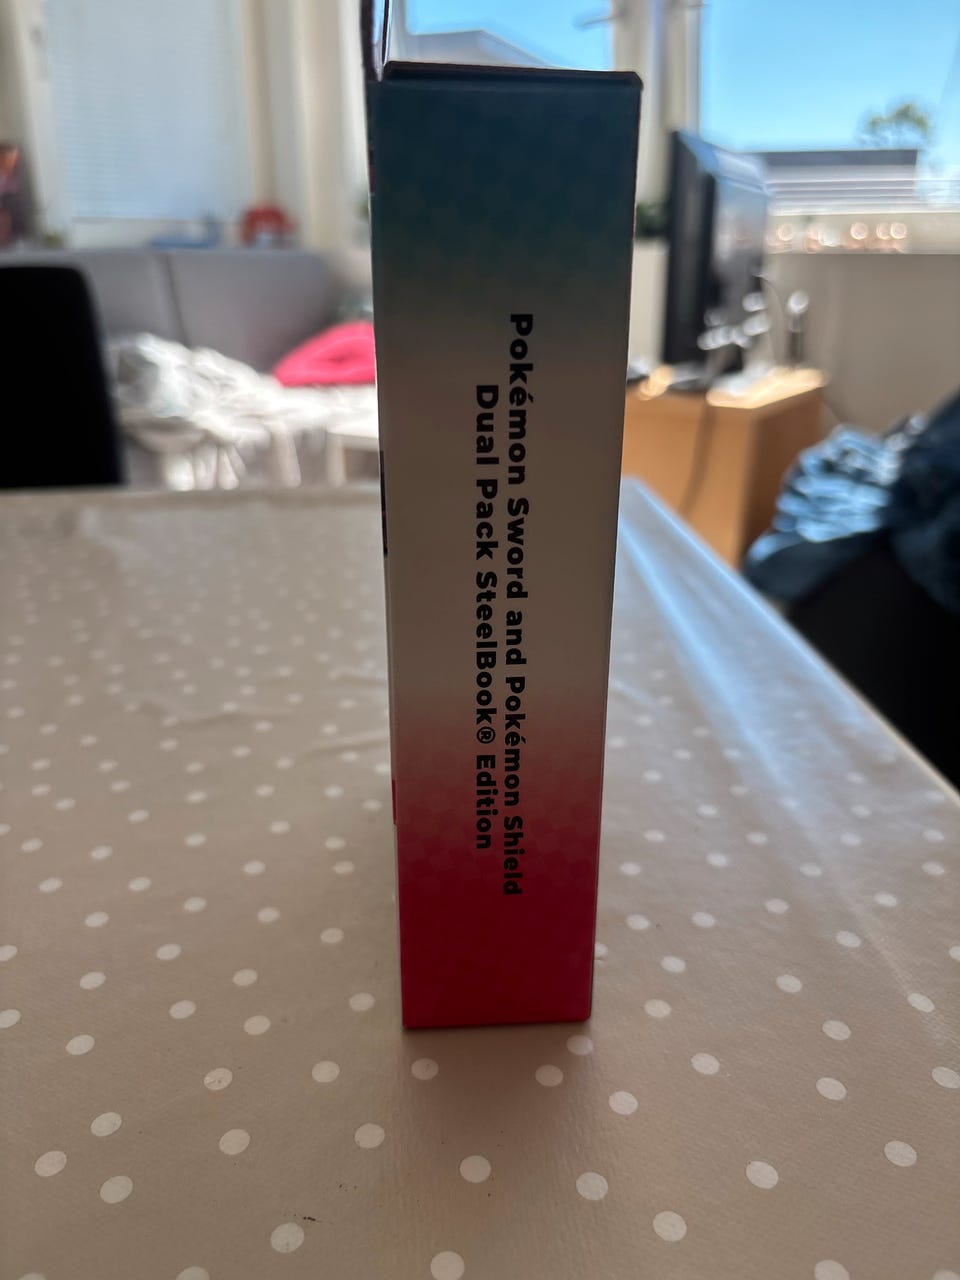 Pokémon Sword and Pokémon Shield
Dual Pack SteelBook® Edition